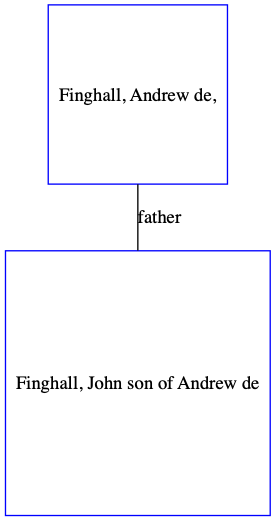 Finghall, Andrew de,
father
Finghall, John son of Andrew de